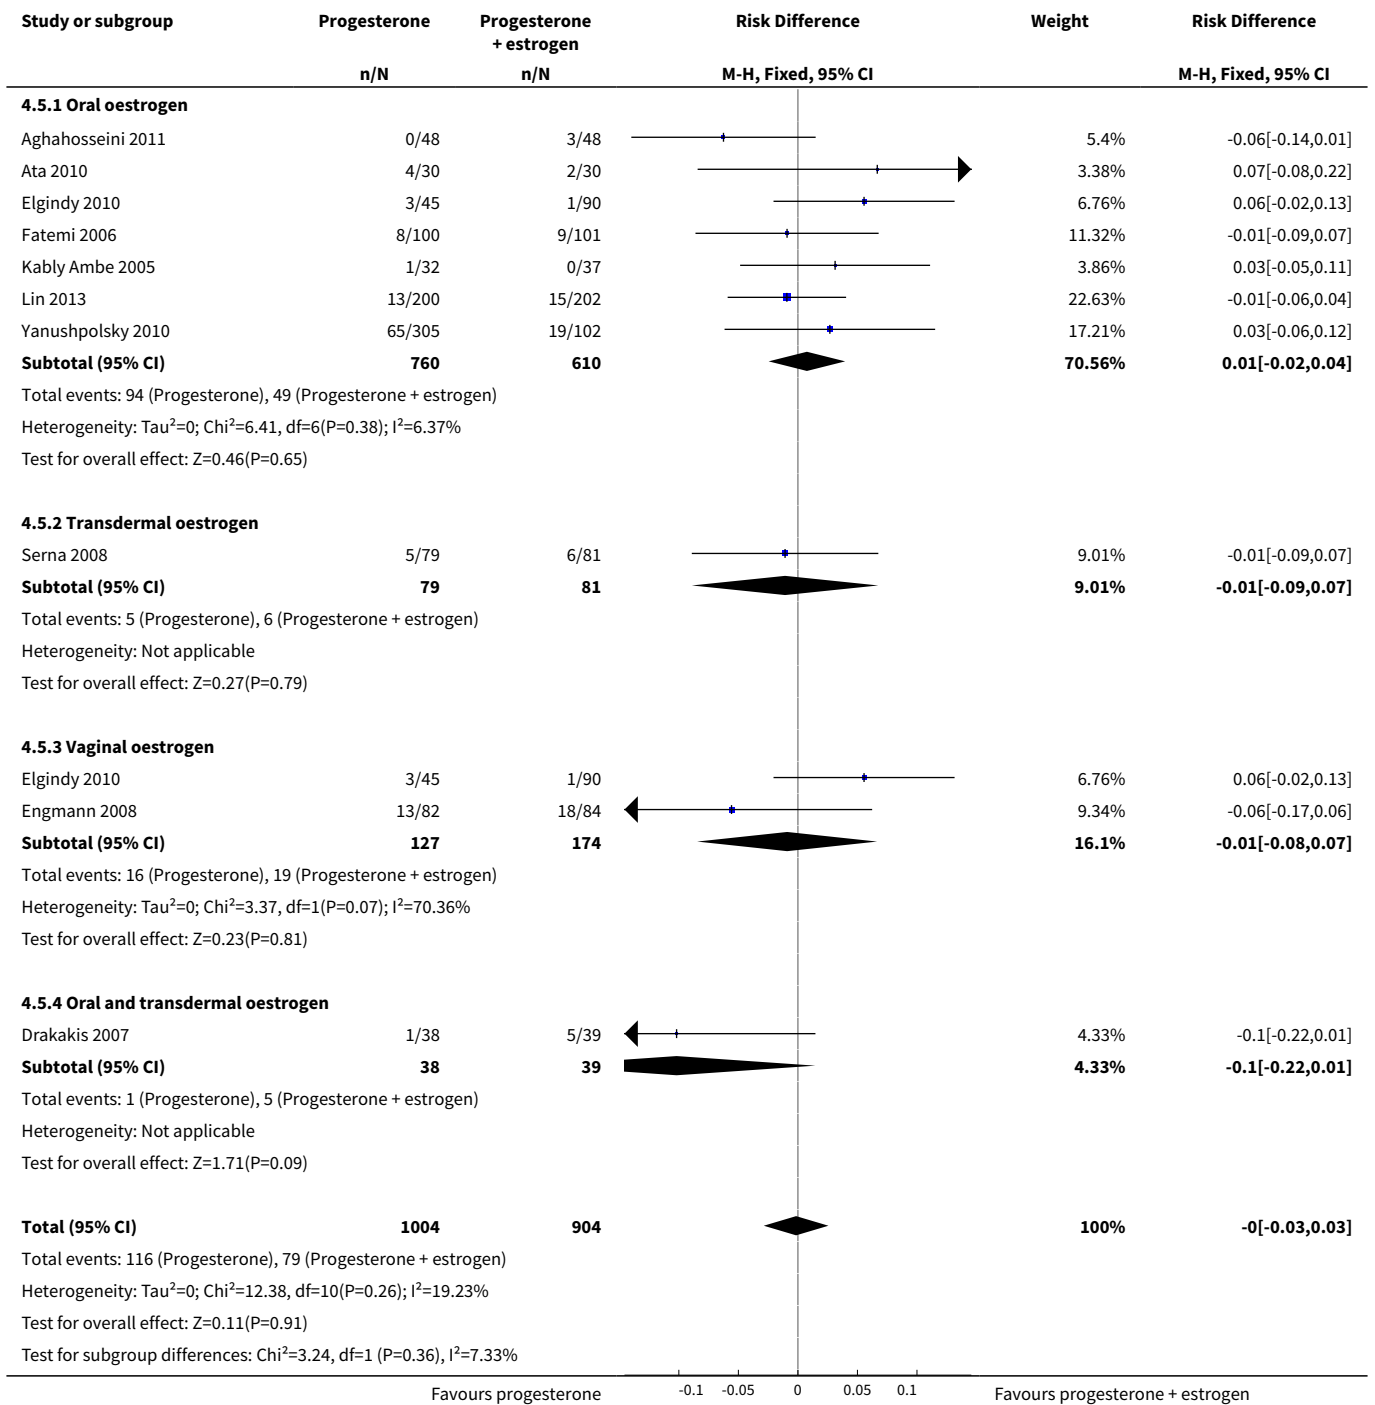 Study or subgroup Progesterone Progesterone + estrogen Risk Difference Weight Risk Difference
n/N n/N M-H, Fixed, 95% CI M-H, Fixed, 95% CI
4.5.1 Oral oestrogen
Aghahosseini 2011 0/48 3/48 5.4% -0.06[-0.14,0.01]
Ata 2010 4/30 2/30 3.38% 0.07[-0.08,0.22]
Elgindy 2010 3/45 1/90 6.76% 0.06[-0.02,0.13]
Fatemi 2006 8/100 9/101 11.32% -0.01[-0.09,0.07]
Kably Ambe 2005 1/32 0/37 3.86% 0.03[-0.05,0.11]
Lin 2013 13/200 15/202 22.63% -0.01[-0.06,0.04]
Yanushpolsky 2010 65/305 19/102 17.21% 0.03[-0.06,0.12]
Subtotal (95% CI) 760 610 70.56% 0.01[-0.02,0.04]
Total events: 94 (Progesterone), 49 (Progesterone + estrogen)
Heterogeneity: Tau²=0; Chi²=6.41, df=6(P=0.38); I²=6.37%
Test for overall effect: Z=0.46(P=0.65)
4.5.2 Transdermal oestrogen
Serna 2008 5/79 6/81 9.01% -0.01[-0.09,0.07]
Subtotal (95% CI) 79 81 9.01% -0.01[-0.09,0.07]
Total events: 5 (Progesterone), 6 (Progesterone + estrogen)
Heterogeneity: Not applicable
Test for overall effect: Z=0.27(P=0.79)
4.5.3 Vaginal oestrogen
Elgindy 2010 3/45 1/90 6.76% 0.06[-0.02,0.13]
Engmann 2008 13/82 18/84 9.34% -0.06[-0.17,0.06]
Subtotal (95% CI) 127 174 16.1% -0.01[-0.08,0.07]
Total events: 16 (Progesterone), 19 (Progesterone + estrogen)
Heterogeneity: Tau²=0; Chi²=3.37, df=1(P=0.07); I²=70.36%
Test for overall effect: Z=0.23(P=0.81)
4.5.4 Oral and transdermal oestrogen
Drakakis 2007 1/38 5/39 4.33% -0.1[-0.22,0.01]
Subtotal (95% CI) 38 39 4.33% -0.1[-0.22,0.01]
Total events: 1 (Progesterone), 5 (Progesterone + estrogen)
Heterogeneity: Not applicable
Test for overall effect: Z=1.71(P=0.09)
Total (95% CI) 1004 904 100% -0[-0.03,0.03]
Total events: 116 (Progesterone), 79 (Progesterone + estrogen)
Heterogeneity: Tau²=0; Chi²=12.38, df=10(P=0.26); I²=19.23%
Test for overall effect: Z=0.11(P=0.91)
Test for subgroup differences: Chi²=3.24, df=1 (P=0.36), I²=7.33%
Favours progesterone -0.1 -0.05 0 0.05 0.1 Favours progesterone + estrogen